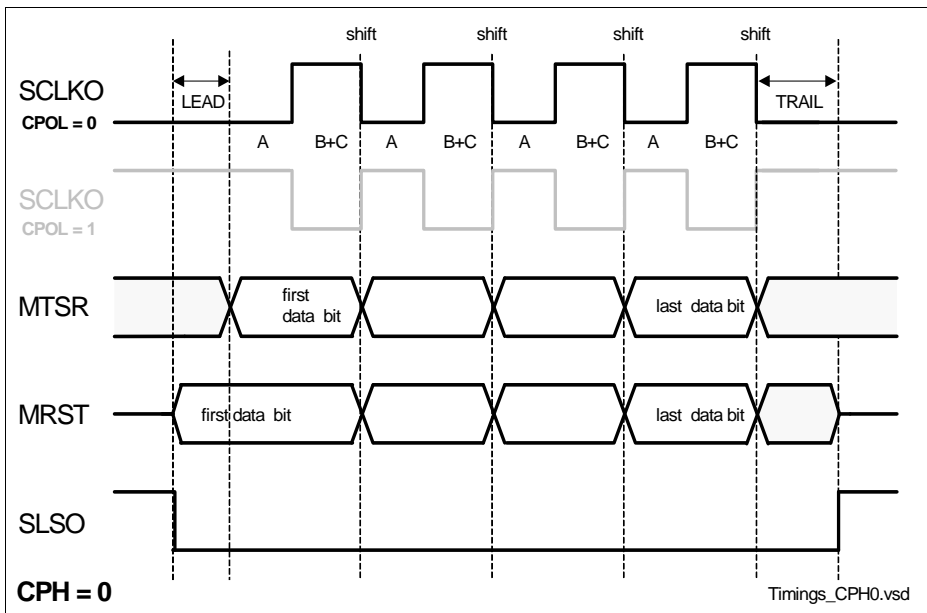 shift shift shift shift
SCLKO
CPOL = 0
LEAD
TRAIL
A B+C A B+C A B+C A B+C
SCLKO
CPOL = 1
MTSR
first
data bit
last data bit
MRST
first data bit
last data bit
SLSO
CPH = 0
Timings_CPH0.vsd